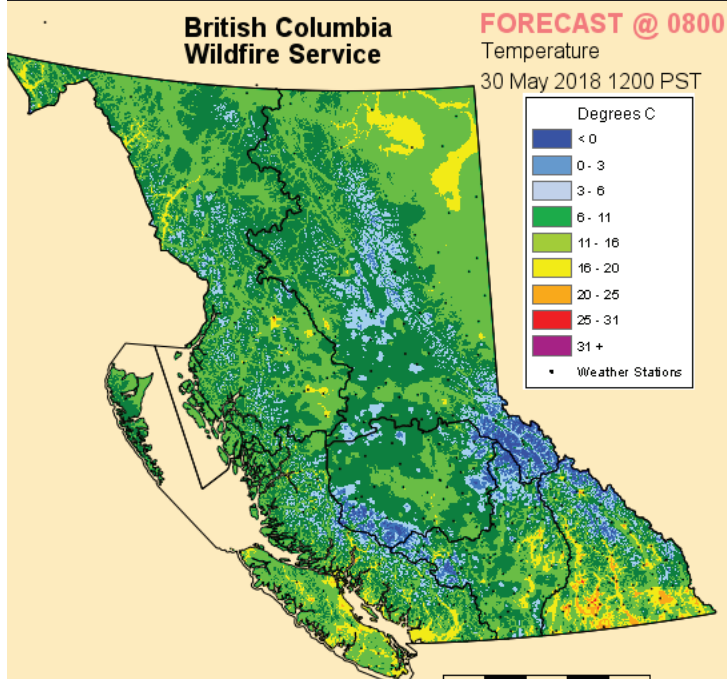 British Columbia
Wildfire Service
FORECAST @ 0800
Temperature
30 May 2018 1200 PST
Degrees C
< 0
0 - 3
3 - 6
6 - 11
11 - 16
16 - 20
20 - 25
25 - 31
31 +
Weather Stations